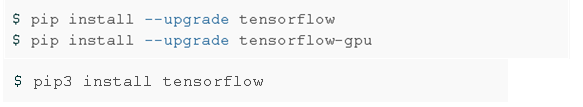 $ pip install --upgrade tensorflow
$ pip install --upgrade tensorflow-gpu
$ pip3 install tensorflow